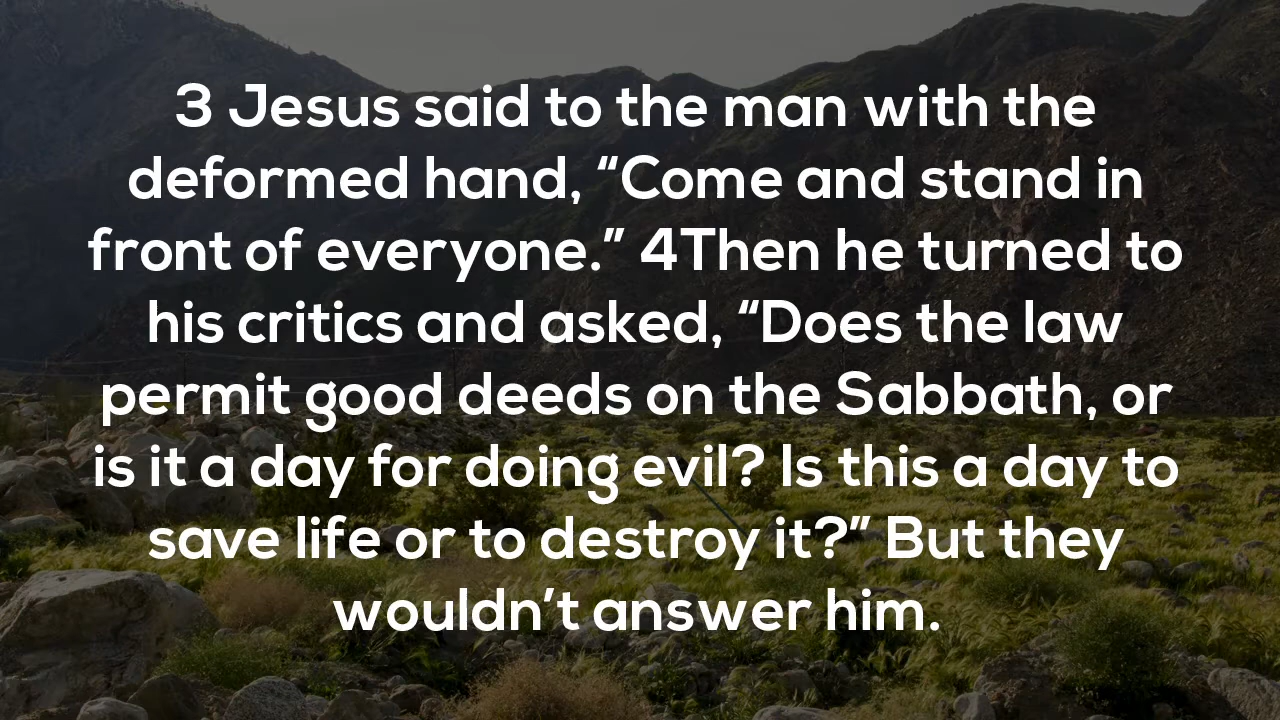 3 Jesus said to the man with the
deformed hand, “Come and stand in
front of everyone.” 4Then he turned to
his critics and asked, “Does the law
permit good deeds on the Sabbath, or
is it a day for doing evil? Is this a day to
save life or to destroy it?” But they
wouldn’t answer him.